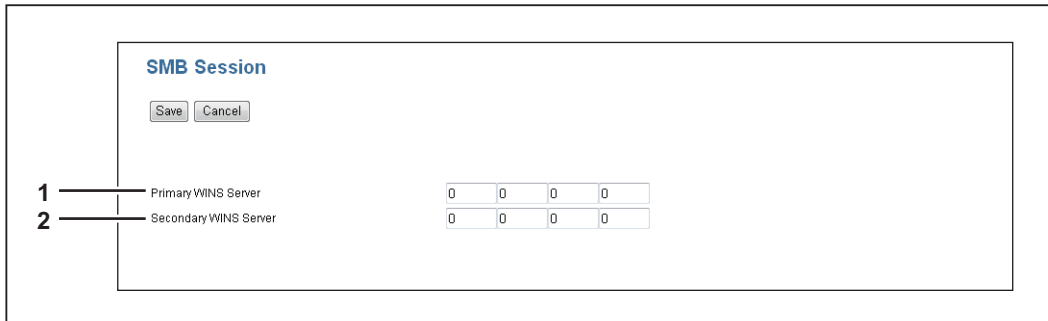 SMB Session
Save Cancel
1 Primary WINS Server 0 0 0 0
2 Secondary WINS Server 0 0 0 0